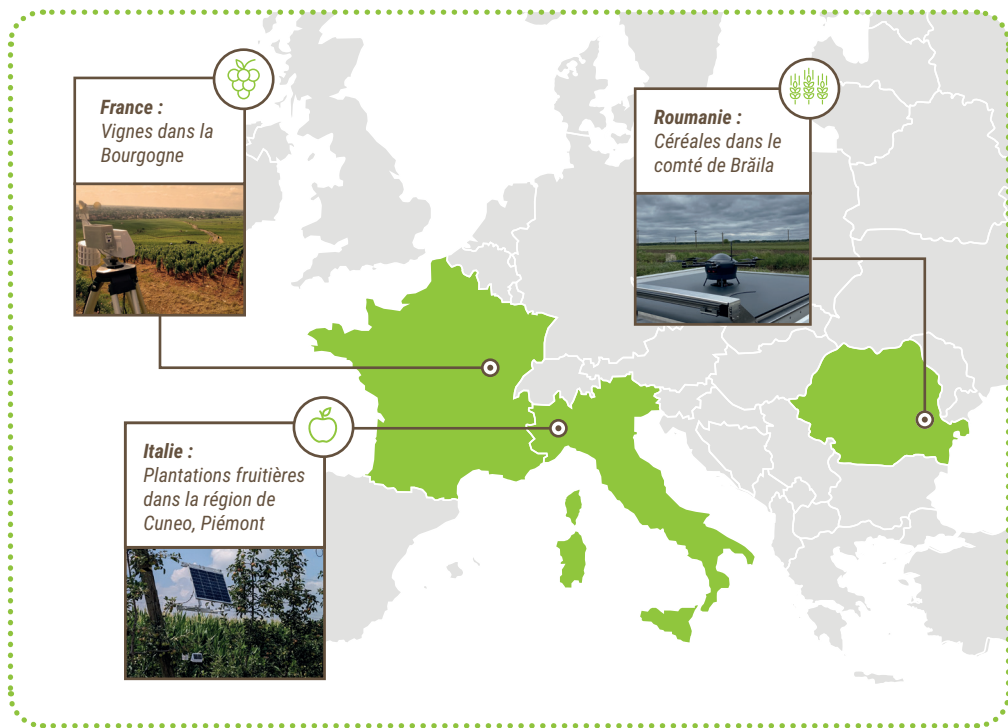 France :
Vignes dans la
Bourgogne
Roumanie :
Céréales dans le
comté de Brăila
Italie :
Plantations fruitières
dans la région de
Cuneo, Piémont